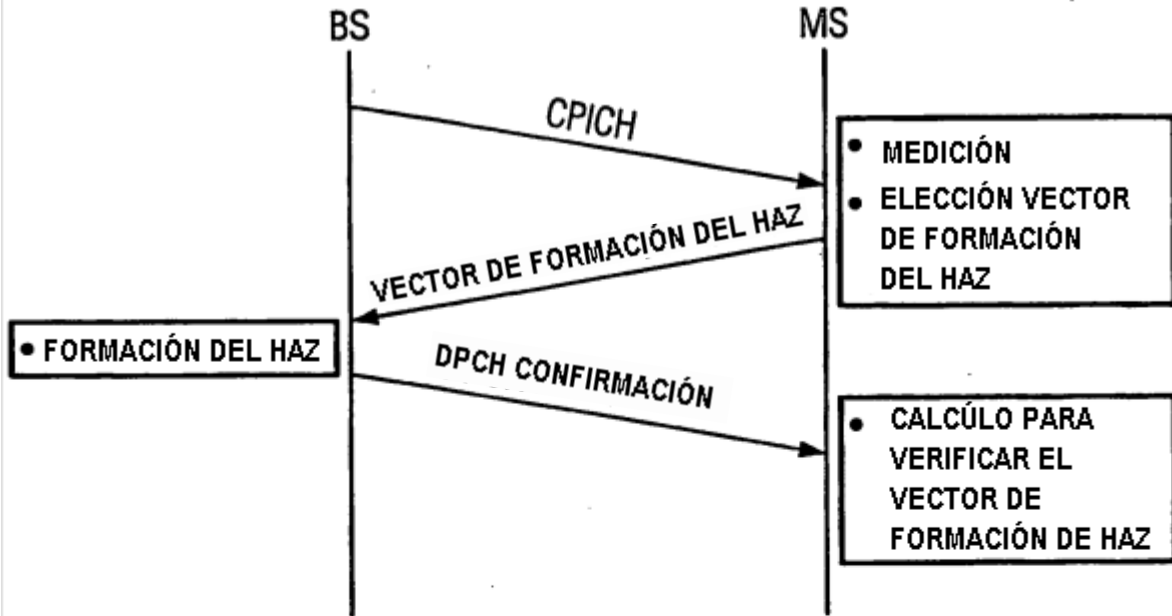 BS
MS
CPICH
• MEDICIÓN
• ELECCIÓN VECTOR
DE FORMACIÓN
DEL HAZ
VECTOR DE FORMACIÓN DEL HAZ
• FORMACIÓN DEL HAZ
DPCH CONFIRMACIÓN
• CALCÚLO PARA
VERIFICAR EL
VECTOR DE
FORMACIÓN DE HAZ